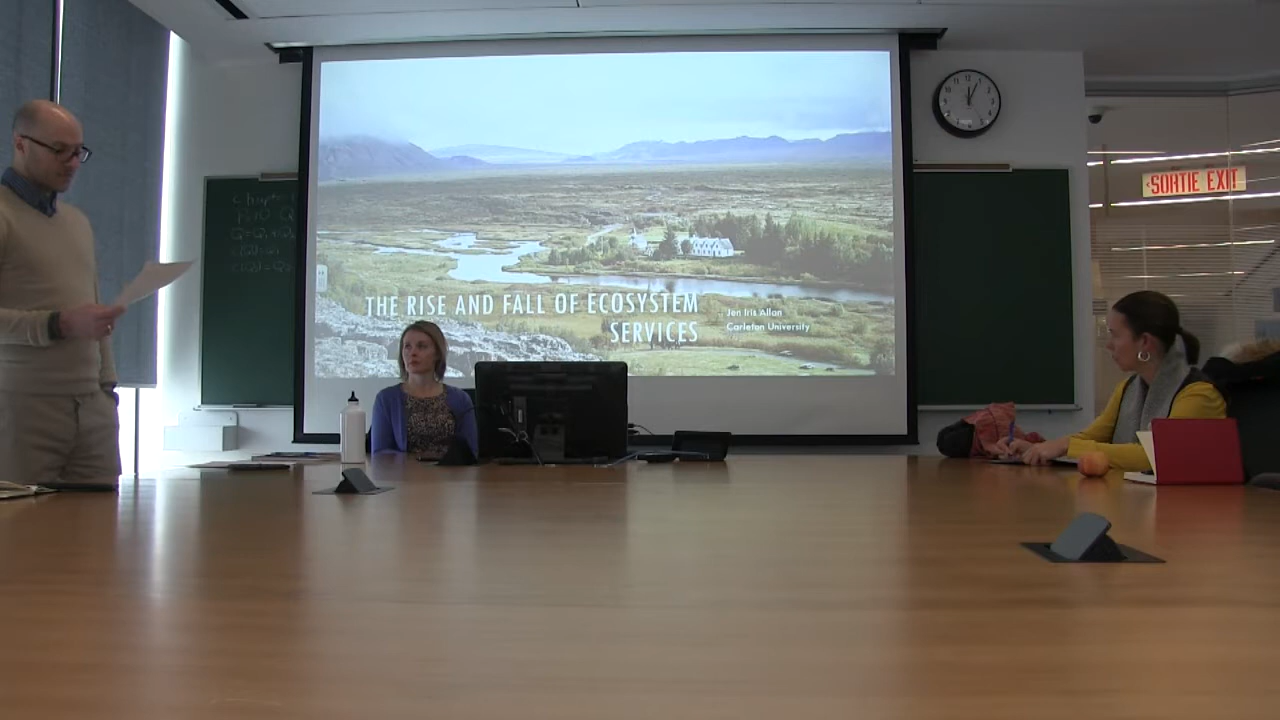 THE RISE AND FALL OF ECOSYSTEM
SERVICES
Jen Iris Allan
Carleton University
SORTIE EXIT